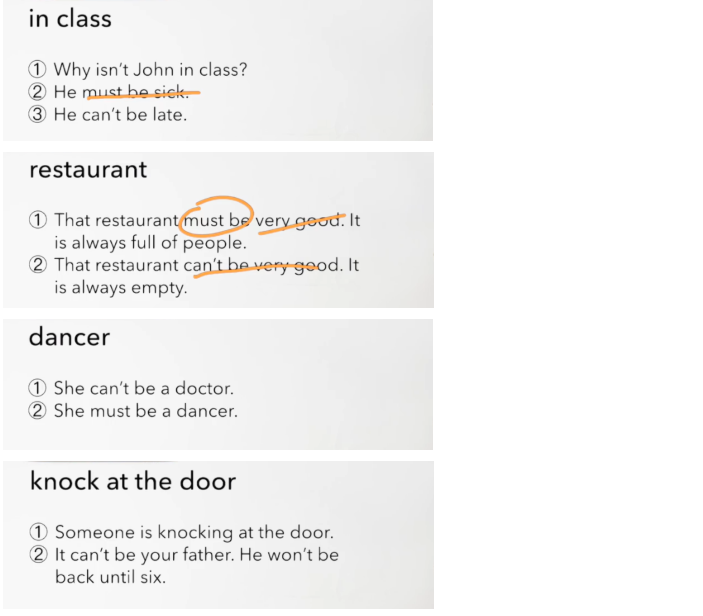 in class
① Why isn't John in class?
② He must be sick.
③ He can't be late.
restaurant
① That restaurant must be very good. It
is always full of people.
② That restaurant can't be very good. It
is always empty.
dancer
① She can't be a doctor.
② She must be a dancer.
knock at the door
① Someone is knocking at the door.
② It can't be your father. He won't be
back until six.